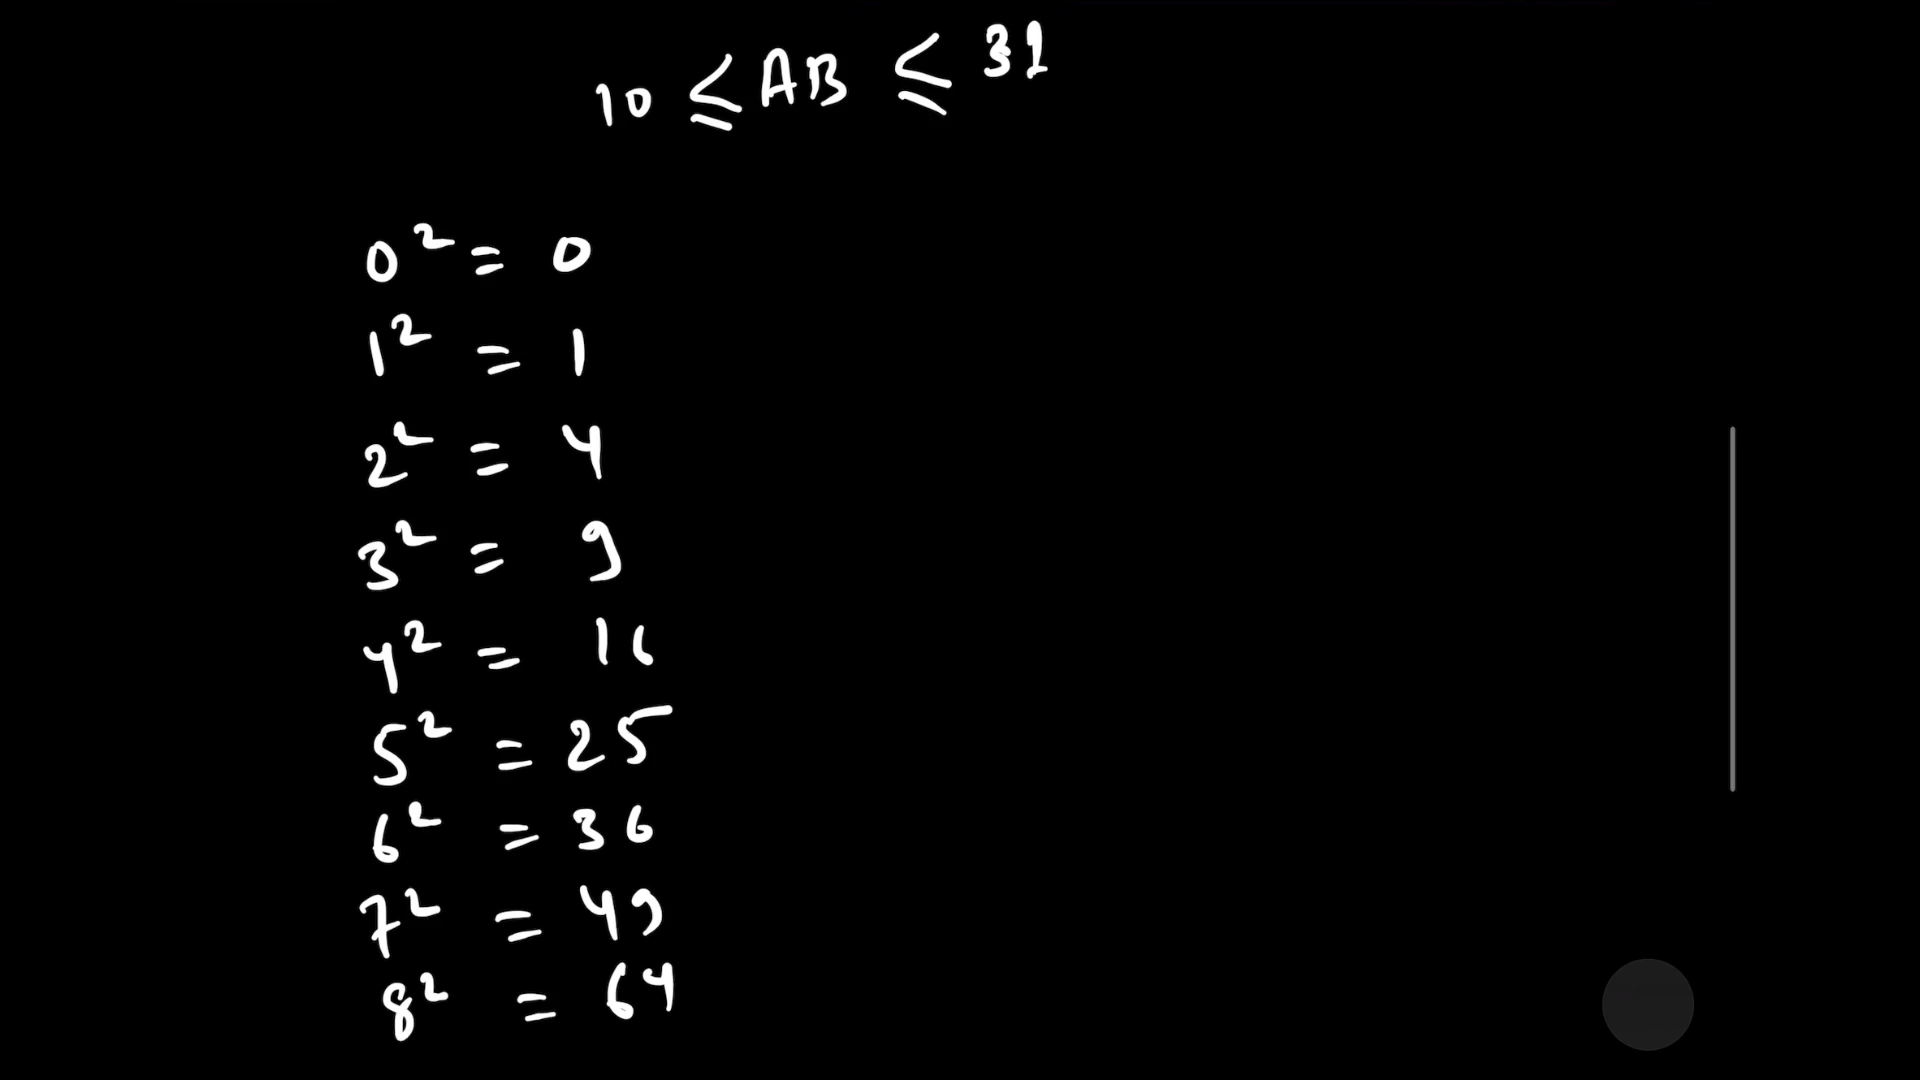 10 ≤ AB ≤ 31
0² = 0
1² = 1
2² = 4
3² = 9
4² = 16
5² = 25
6² = 36
7² = 49
8² = 64